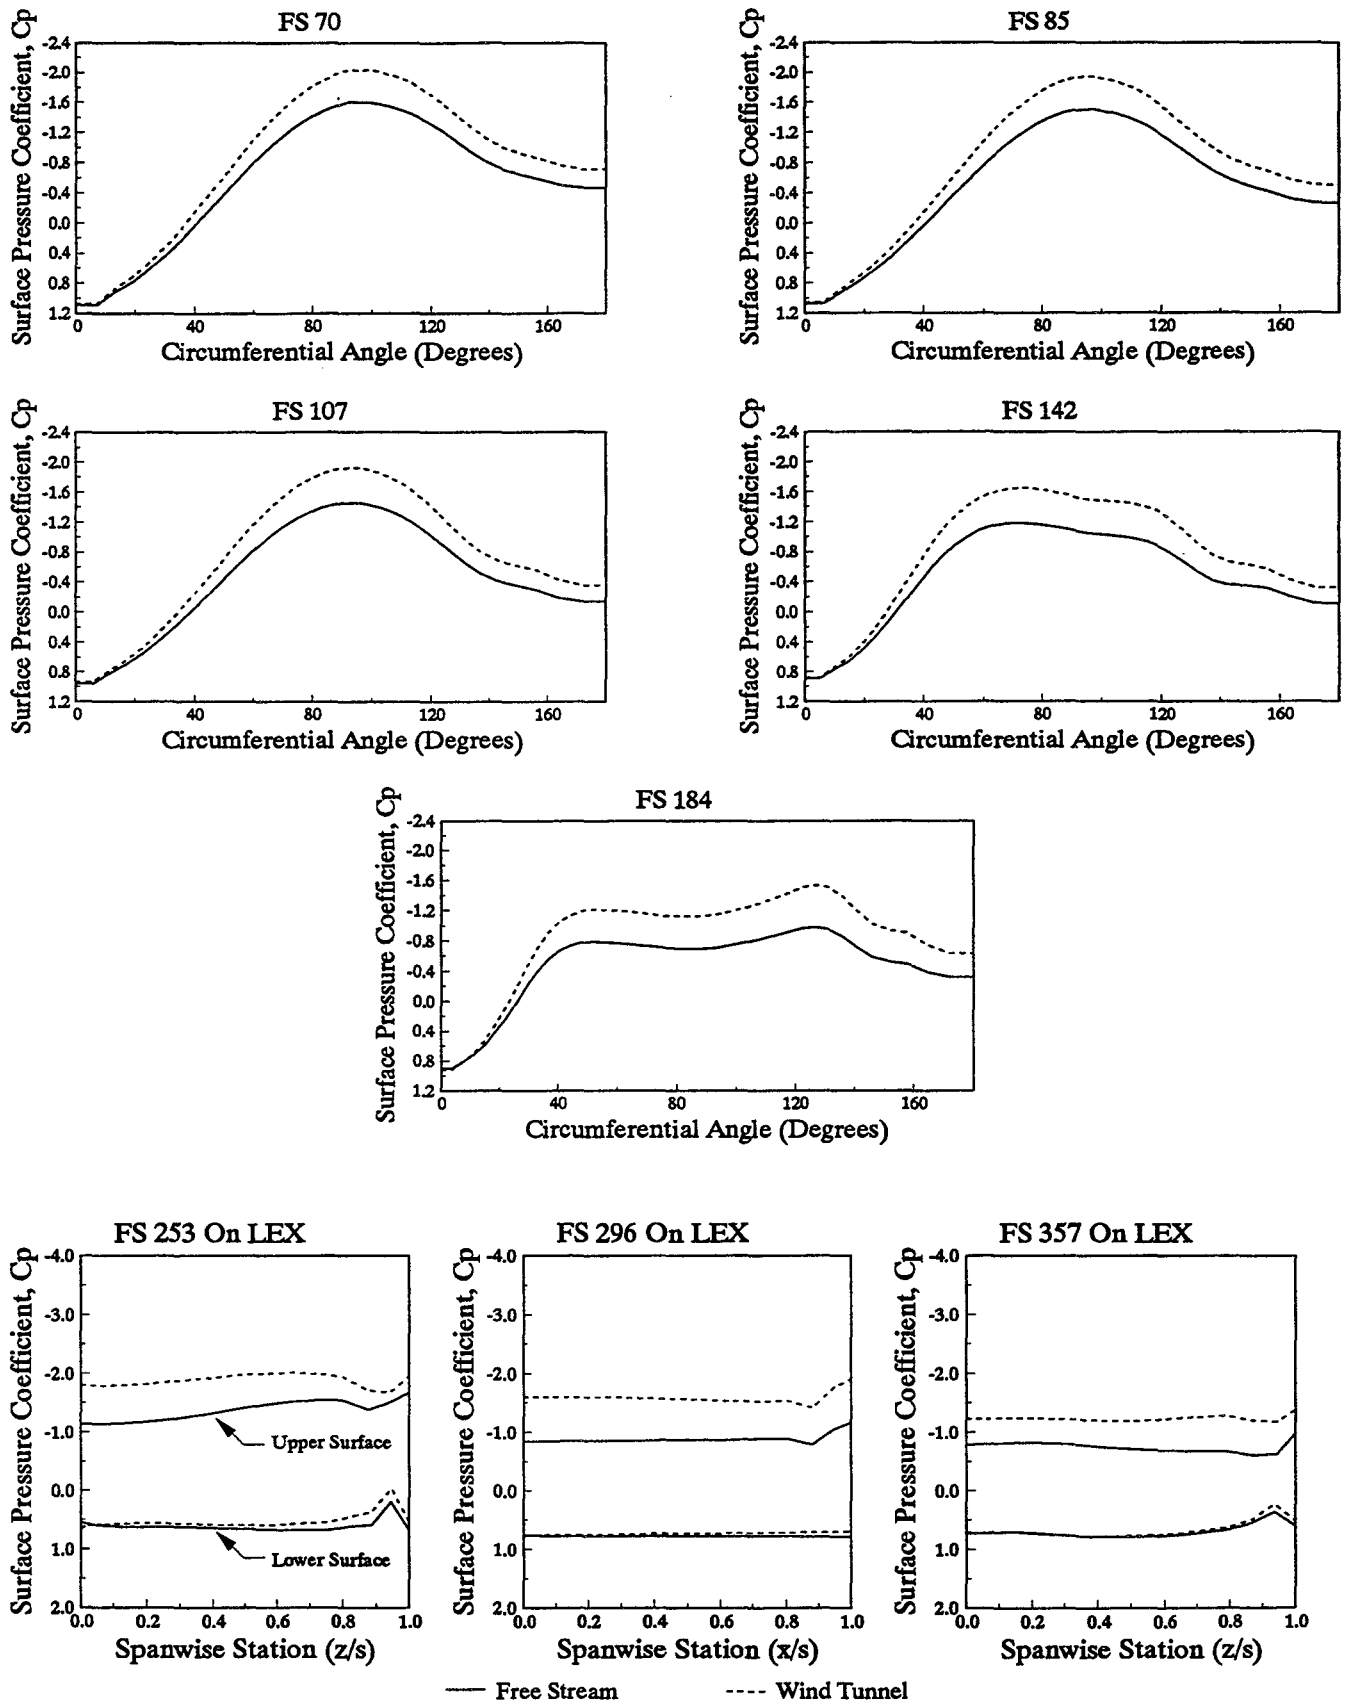 FS 70
Surface Pressure Coefficient, Cp
-2.4
-2.0
-1.6
-1.2
-0.8
-0.4
0.0
0.4
0.8
1.2
0 40 80 120 160
Circumferential Angle (Degrees)
FS 85
Surface Pressure Coefficient, Cp
-2.4
-2.0
-1.6
-1.2
-0.8
-0.4
0.0
0.4
0.8
1.2
0 40 80 120 160
Circumferential Angle (Degrees)
FS 107
Surface Pressure Coefficient, Cp
-2.4
-2.0
-1.6
-1.2
-0.8
-0.4
0.0
0.4
0.8
1.2
0 40 80 120 160
Circumferential Angle (Degrees)
FS 142
Surface Pressure Coefficient, Cp
-2.4
-2.0
-1.6
-1.2
-0.8
-0.4
0.0
0.4
0.8
1.2
0 40 80 120 160
Circumferential Angle (Degrees)
FS 184
Surface Pressure Coefficient, Cp
-2.4
-2.0
-1.6
-1.2
-0.8
-0.4
0.0
0.4
0.8
1.2
0 40 80 120 160
Circumferential Angle (Degrees)
FS 253 On LEX
Surface Pressure Coefficient, Cp
-4.0
-3.0
-2.0
-1.0
0.0
1.0
2.0
Upper Surface
Lower Surface
0.0 0.2 0.4 0.6 0.8 1.0
Spanwise Station (z/s)
FS 296 On LEX
Surface Pressure Coefficient, Cp
-4.0
-3.0
-2.0
-1.0
0.0
1.0
2.0
0.0 0.2 0.4 0.6 0.8 1.0
Spanwise Station (x/s)
FS 357 On LEX
Surface Pressure Coefficient, Cp
-4.0
-3.0
-2.0
-1.0
0.0
1.0
2.0
0.0 0.2 0.4 0.6 0.8 1.0
Spanwise Station (z/s)
Free Stream
Wind Tunnel